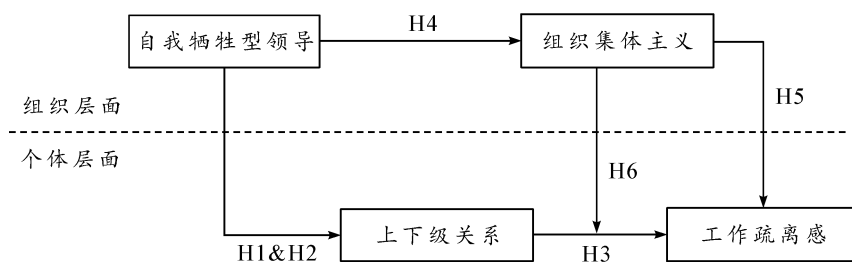 自我牺牲型领导
H4
组织集体主义
组织层面
H5
个体层面
H6
H1&H2
上下级关系
H3
工作疏离感